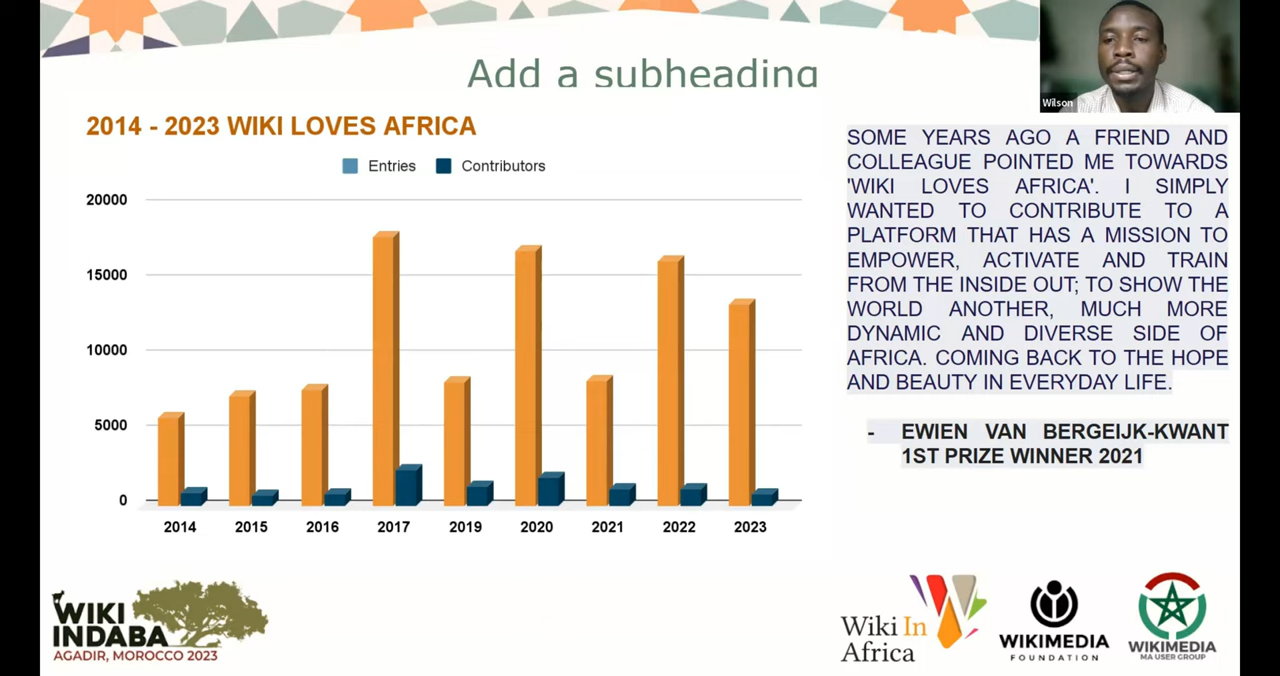 Add a subheading
Wilson
2014 - 2023 WIKI LOVES AFRICA
Entries
Contributors
20000
15000
10000
5000
0
2014
2015
2016
2017
2019
2020
2021
2022
2023
SOME YEARS AGO A FRIEND AND
COLLEAGUE POINTED ME TOWARDS
'WIKI LOVES AFRICA'. I SIMPLY
WANTED TO CONTRIBUTE TO A
PLATFORM THAT HAS A MISSION TO
EMPOWER, ACTIVATE AND TRAIN
FROM THE INSIDE OUT; TO SHOW THE
WORLD ANOTHER, MUCH MORE
DYNAMIC AND DIVERSE SIDE OF
AFRICA. COMING BACK TO THE HOPE
AND BEAUTY IN EVERYDAY LIFE.
- EWIEN VAN BERGEIJK-KWANT
1ST PRIZE WINNER 2021
WIKI
INDABA
AGADIR, MOROCCO 2023
Wiki In
Africa
WIKIMEDIA
FOUNDATION
WIKIMEDIA
MA USER GROUP